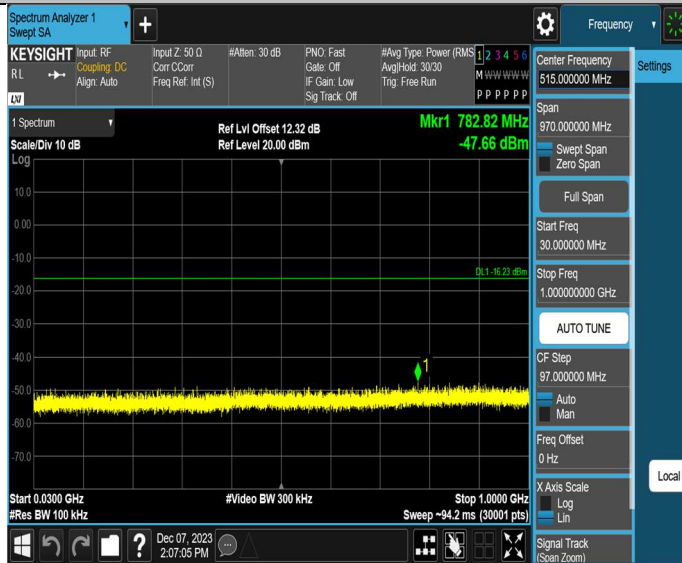 Spectrum Analyzer 1
Swept SA
+
Frequency
KEYSIGHT
RL
LXI
Input: RF
Coupling: DC
Align: Auto
Input Z: 50 Ω
Corr CCorr
Freq Ref: Int (S)
#Atten: 30 dB
PNO: Fast
Gate: Off
IF Gain: Low
Sig Track: Off
#Avg Type: Power (RMS
Avg|Hold: 30/30
Trig: Free Run
1 2 3 4 5 6
M W W W W W
P P P P P P
1 Spectrum
Scale/Div 10 dB
Log
Ref Lvl Offset 12.32 dB
Ref Level 20.00 dBm
Mkr1 782.82 MHz
-47.66 dBm
10.0
0.00
-10.0
DL1 -16.23 dBm
-20.0
-30.0
-40.0
1
-50.0
-60.0
-70.0
Start 0.0300 GHz
#Res BW 100 kHz
#Video BW 300 kHz
Stop 1.0000 GHz
Sweep ~94.2 ms (30001 pts)
Center Frequency
515.000000 MHz
Settings
Span
970.000000 MHz
Swept Span
Zero Span
Full Span
Start Freq
30.000000 MHz
Stop Freq
1.000000000 GHz
AUTO TUNE
CF Step
97.000000 MHz
Auto
Man
Freq Offset
0 Hz
X Axis Scale
Log
Lin
Local
Signal Track
(Span Zoom)
?
Dec 07, 2023
2:07:05 PM